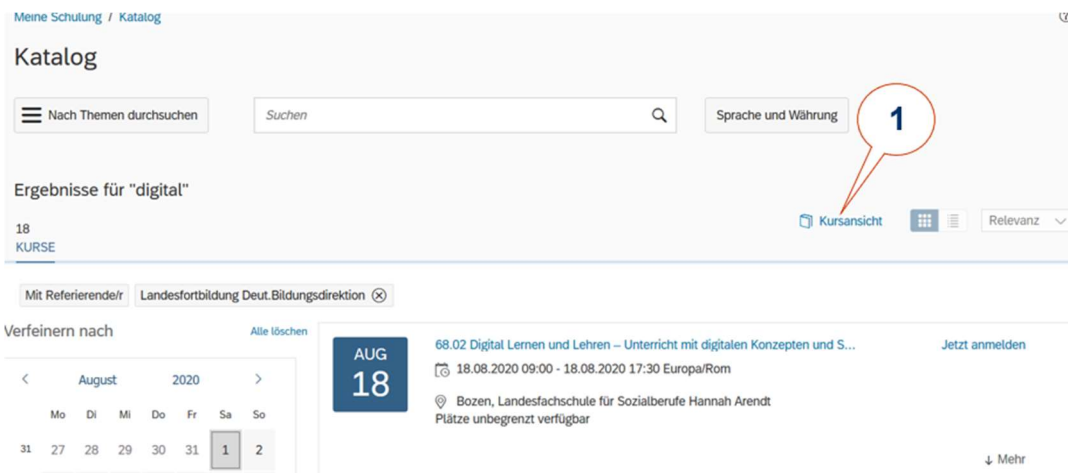 Meine Schulung / Katalog
Katalog
Nach Themen durchsuchen
Suchen
Sprache und Währung
1
Ergebnisse für "digital"
18
KURSE
Kursansicht
Relevanz
Mit Referierende/r
Landesfortbildung Deut.Bildungsdirektion
Verfeinern nach
Alle löschen
August 2020
Mo Di Mi Do Fr Sa So
31 27 28 29 30 31 1 2
AUG
18
68.02 Digital Lernen und Lehren – Unterricht mit digitalen Konzepten und S...
Jetzt anmelden
18.08.2020 09:00 - 18.08.2020 17:30 Europa/Rom
Bozen, Landesfachschule für Sozialberufe Hannah Arendt
Plätze unbegrenzt verfügbar
Mehr